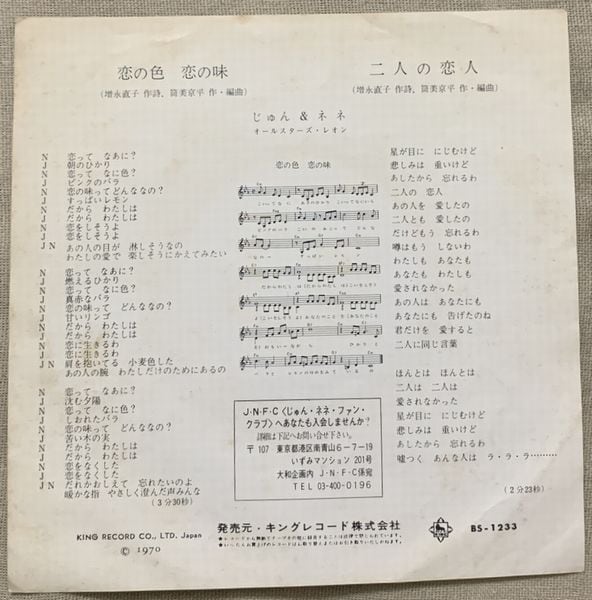 恋の色 恋の味
(増永直子 作詩、筒美京平 作・編曲)
二人の恋人
(増永直子 作詩、筒美京平 作・編曲)
じゅん & ネネ
オールスターズ・レオン
N 恋って なあに?
J 朝のひかり
N 恋って なに色?
J ピンクのバラ
N 恋の味ってどんななの?
J すっぱいレモン
N だから わたしは
J だから わたしは
N 恋をしそうよ
J 恋をしそうよ
J N あの人の目が 淋しそうなの
わたしの愛で 楽しそうにかえてみたい
N 恋って なあに?
J 燃えるひかり
N 恋って なに色?
J 真赤なバラ
N 恋の味って どんななの?
J 甘いリンゴ
N だから わたしは
J だから わたしは
N 恋に生きるわ
J 恋に生きるわ
J N 肩を抱いてる 小麦色した
あの人の腕 わたしだけのためにあるの
N 恋って なあに?
J 沈む夕陽
N 恋って なに色?
J しおれたバラ
N 恋の味って どんななの?
J 苦い木の実
N だから わたしは
J だから わたしは
N 恋をなくした
J 恋をなくした
J N だれかおしえて 忘れたいのよ
暖かな指 やさしく澄んだ声みんな
(3分30秒)
恋の色 恋の味
J・N・F・C〈じゅん・ネネ・ファン・
クラブ〉へあなたも入会しませんか?
詳細は下記へお問い合せ下さい。
〒107 東京都港区南青山6-7-19
いずみマンション 201号
大和企画内 J・N・F・C係宛
TEL 03-400-0196
星が目に にじむけど
悲しみは 重いけど
あしたから 忘れるわ
二人の 恋人
あの人を 愛したの
二人とも 愛したの
だけどもう 忘れるわ
噂はもう しないわ
わたしも あなたも
あなたも わたしも
愛されなかった
あの人は あなたにも
あなたにも 告げたのね
君だけを 愛すると
二人に同じ言葉
ほんとは ほんとは
二人は 二人は
愛されなかった
星が目に にじむけど
悲しみは 重いけど
あしたから 忘れるわ
嘘つく あんな人は ラ・ラ・ラ………
(2分23秒)
KING RECORD CO., LTD. Japan
© 1970
発売元・キングレコード株式会社
BS-1233